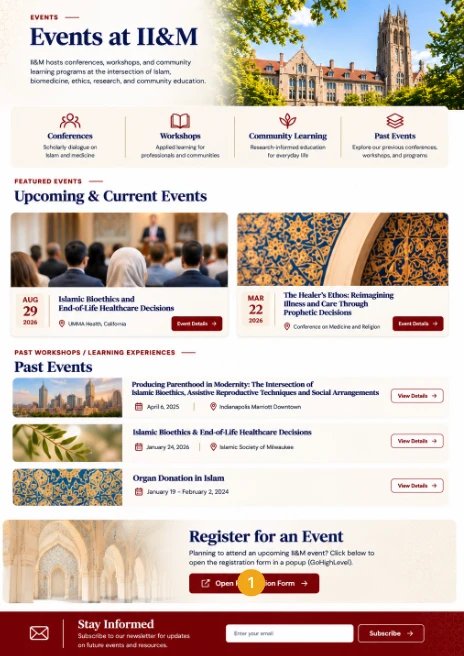 EVENTS
Events at II&M
II&M hosts conferences, workshops, and community
learning programs at the intersection of Islam,
biomedicine, ethics, research, and community education.
Conferences
Scholarly dialogue on
Islam and medicine
Workshops
Applied learning for
professionals and communities
Community Learning
Research-informed education
for everyday life
Past Events
Explore our previous conferences,
workshops, and programs
FEATURED EVENTS
Upcoming & Current Events
AUG
29
2026
Islamic Bioethics and
End-of-Life Healthcare Decisions
UMMA Health, California
Event Details →
MAR
22
2026
The Healer's Ethos: Reimagining
Illness and Care Through
Prophetic Decisions
Conference on Medicine and Religion
Event Details →
PAST WORKSHOPS / LEARNING EXPERIENCES
Past Events
Producing Parenthood in Modernity: The Intersection of
Islamic Bioethics, Assistive Reproductive Techniques and Social Arrangements
April 6, 2025
Indianapolis Marriott Downtown
View Details →
Islamic Bioethics & End-of-Life Healthcare Decisions
January 24, 2026
Islamic Society of Milwaukee
View Details →
Organ Donation in Islam
January 19 – February 2, 2024
View Details →
Register for an Event
Planning to attend an upcoming II&M event? Click below to
open the registration form in a popup (GoHighLevel).
Open 1 Form →
Stay Informed
Subscribe to our newsletter for updates
on future events and resources.
Enter your email
Subscribe →